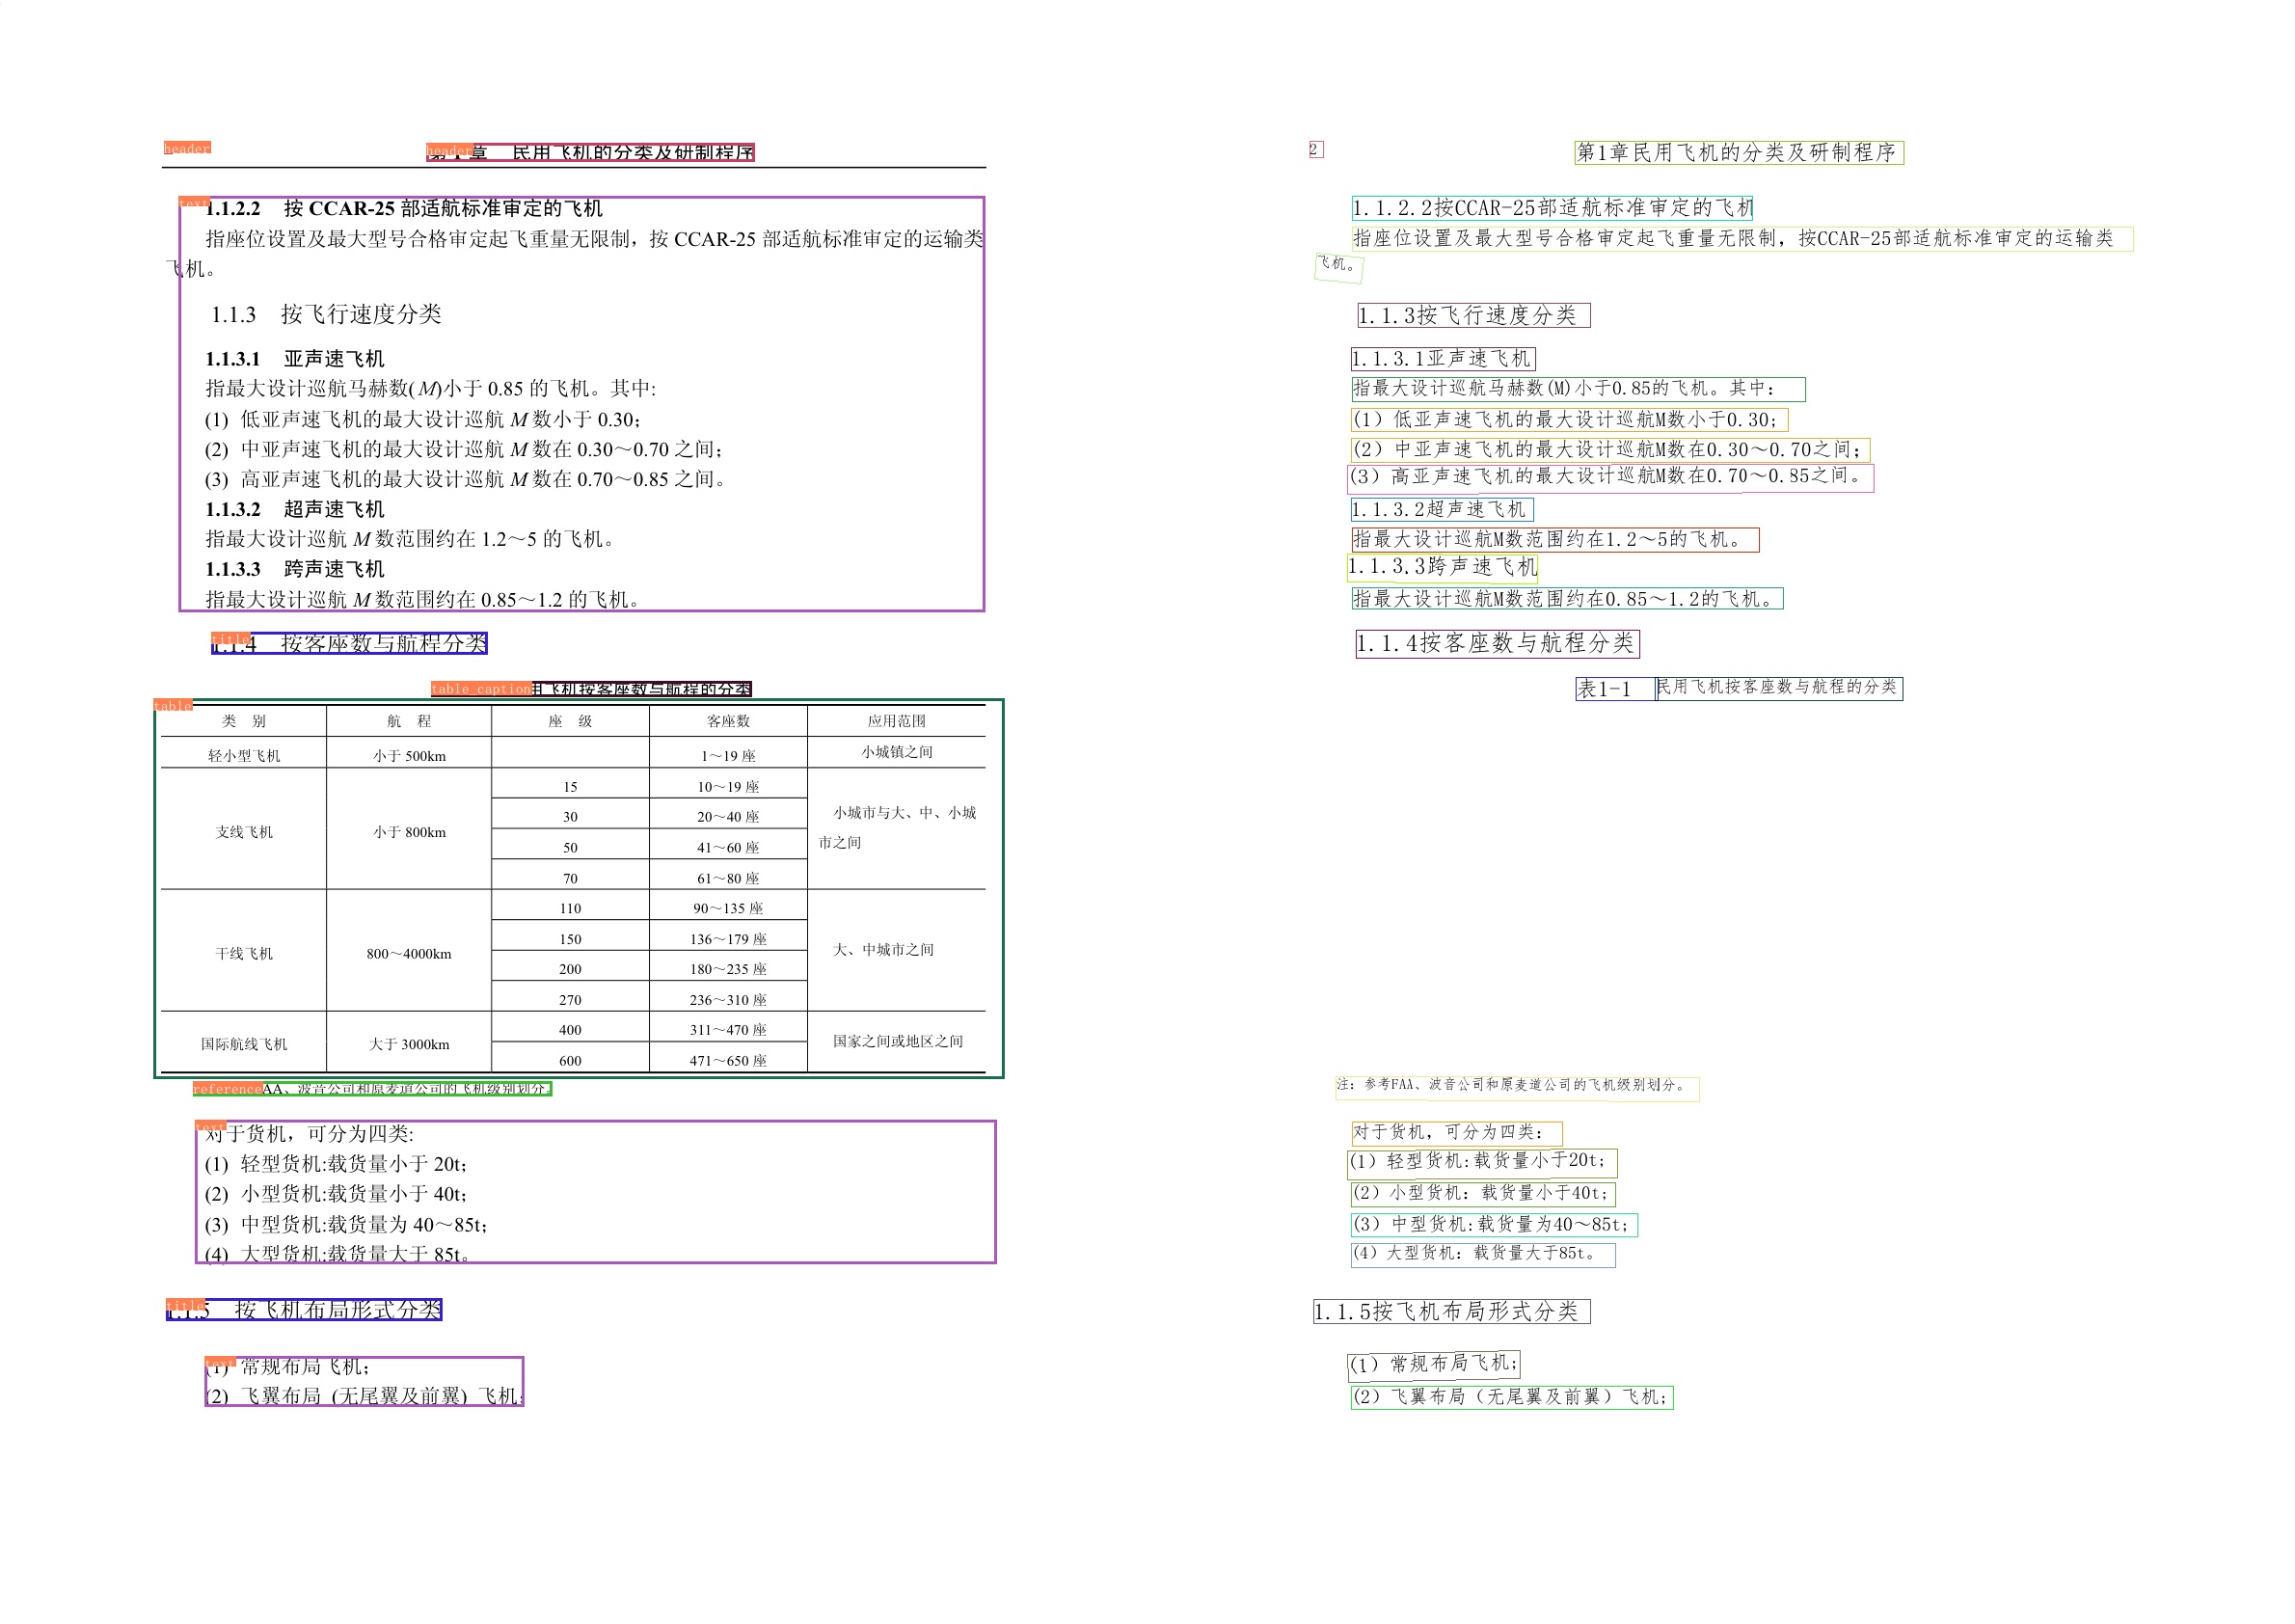 header
header
第1章 民用飞机的分类及研制程序
text
1.1.2.2 按 CCAR-25 部适航标准审定的飞机
指座位设置及最大型号合格审定起飞重量无限制，按 CCAR-25 部适航标准审定的运输类
飞机。
1.1.3 按飞行速度分类
1.1.3.1 亚声速飞机
指最大设计巡航马赫数(M)小于 0.85 的飞机。其中:
(1) 低亚声速飞机的最大设计巡航 M 数小于 0.30；
(2) 中亚声速飞机的最大设计巡航 M 数在 0.30～0.70 之间；
(3) 高亚声速飞机的最大设计巡航 M 数在 0.70～0.85 之间。
1.1.3.2 超声速飞机
指最大设计巡航 M 数范围约在 1.2～5 的飞机。
1.1.3.3 跨声速飞机
指最大设计巡航 M 数范围约在 0.85～1.2 的飞机。
title
1.1.4 按客座数与航程分类
table caption
用飞机按客座数与航程的分类
table
类 别 航 程 座 级 客座数 应用范围
轻小型飞机 小于 500km 1～19 座 小城镇之间
支线飞机 小于 800km 15 10～19 座 小城市与大、中、小城市之间
30 20～40 座
50 41～60 座
70 61～80 座
干线飞机 800～4000km 110 90～135 座 大、中城市之间
150 136～179 座
200 180～235 座
270 236～310 座
国际航线飞机 大于 3000km 400 311～470 座 国家之间或地区之间
600 471～650 座
reference
AA、波音公司和原麦道公司的飞机级别划分。
text
对于货机，可分为四类:
(1) 轻型货机:载货量小于 20t；
(2) 小型货机:载货量小于 40t；
(3) 中型货机:载货量为 40～85t；
(4) 大型货机:载货量大于 85t。
title
1.1.5 按飞机布局形式分类
text
(1) 常规布局飞机；
(2) 飞翼布局 (无尾翼及前翼) 飞机；
2
第1章民用飞机的分类及研制程序
1.1.2.2按CCAR-25部适航标准审定的飞机
指座位设置及最大型号合格审定起飞重量无限制，按CCAR-25部适航标准审定的运输类
飞机。
1.1.3按飞行速度分类
1.1.3.1亚声速飞机
指最大设计巡航马赫数(M)小于0.85的飞机。其中：
(1）低亚声速飞机的最大设计巡航M数小于0.30；
(2）中亚声速飞机的最大设计巡航M数在0.30～0.70之间；
(3）高亚声速飞机的最大设计巡航M数在0.70～0.85之间。
1.1.3.2超声速飞机
指最大设计巡航M数范围约在1.2～5的飞机。
1.1.3.3跨声速飞机
指最大设计巡航M数范围约在0.85～1.2的飞机。
1.1.4按客座数与航程分类
表1-1 民用飞机按客座数与航程的分类
注：参考FAA、波音公司和原麦道公司的飞机级别划分。
对于货机，可分为四类：
(1）轻型货机:载货量小于20t；
(2）小型货机：载货量小于40t；
(3）中型货机:载货量为40～85t；
(4）大型货机：载货量大于85t。
1.1.5按飞机布局形式分类
(1）常规布局飞机；
(2）飞翼布局（无尾翼及前翼）飞机；